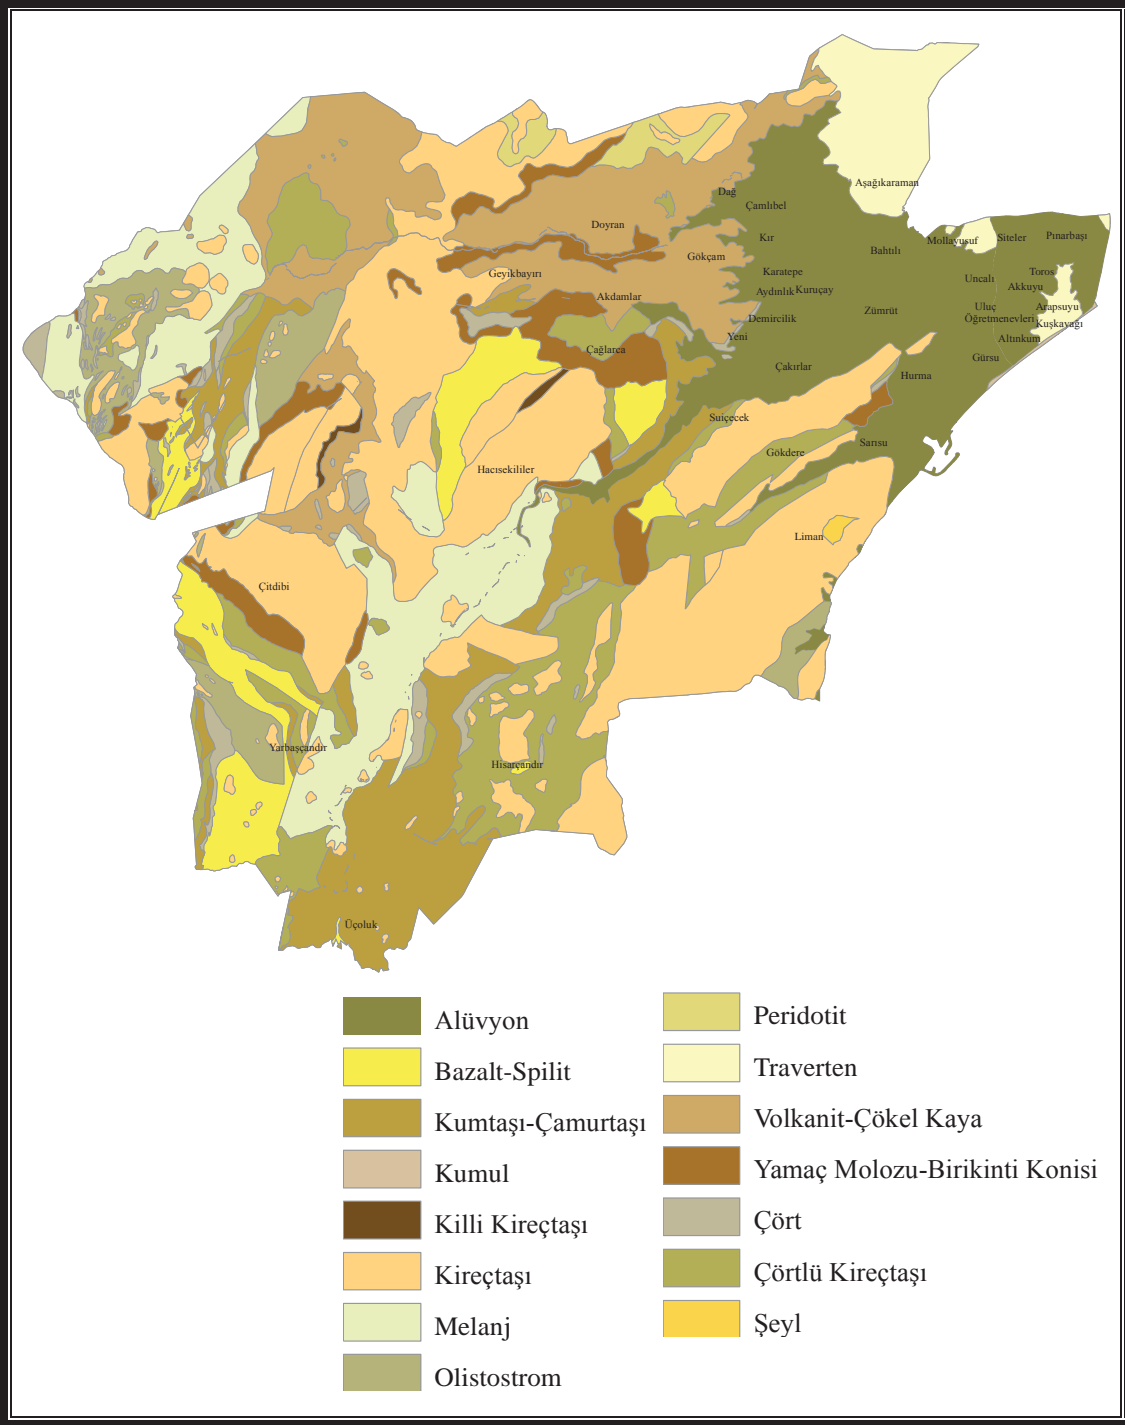 Aşağıkaraman
Dağ
Çamlıbel
Doyran
Kır
Mollayusuf
Siteler
Pınarbaşı
Bahtılı
Gökçam
Geyikbayırı
Karatepe
Uncalı
Toros
Akkuyu
Aydınlık
Kuruçay
Akdamlar
Uluç
Arapsuyu
Zümrüt
Demircilik
Öğretmenevleri
Kuşkavağı
Yeni
Altınkum
Çağlarca
Gürsu
Çakırlar
Hurma
Suiçecek
Sarısu
Gökdere
Hacısekililer
Liman
Çitdibi
Yarbaşçandır
Hisarçandır
Üçoluk
Alüvyon
Bazalt-Spilit
Kumtaşı-Çamurtaşı
Kumul
Killi Kireçtaşı
Kireçtaşı
Melanj
Olistostrom
Peridotit
Traverten
Volkanit-Çökel Kaya
Yamaç Molozu-Birikinti Konisi
Çört
Çörtlü Kireçtaşı
Şeyl